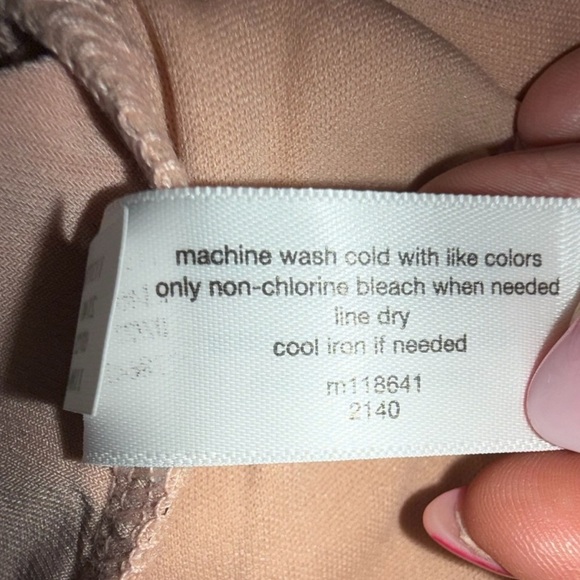 machine wash cold with like colors
only non-chlorine bleach when needed
line dry
cool iron if needed
m118641
2140